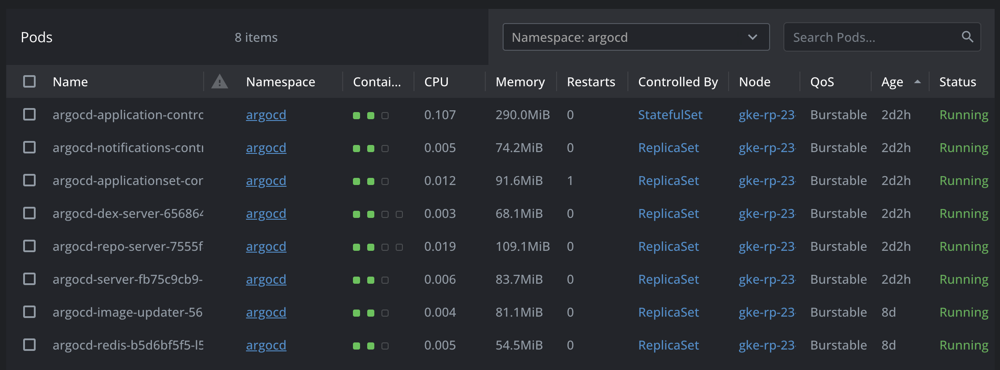 Pods 8 items Namespace: argocd Search Pods...
Name Namespace Contai... CPU Memory Restarts Controlled By Node QoS Age Status
argocd-application-contro argocd 0.107 290.0MiB 0 StatefulSet gke-rp-23- Burstable 2d2h Running
argocd-notifications-contr argocd 0.005 74.2MiB 0 ReplicaSet gke-rp-23- Burstable 2d2h Running
argocd-applicationset-con argocd 0.012 91.6MiB 1 ReplicaSet gke-rp-23- Burstable 2d2h Running
argocd-dex-server-656864 argocd 0.003 68.1MiB 0 ReplicaSet gke-rp-23- Burstable 2d2h Running
argocd-repo-server-7555f argocd 0.019 109.1MiB 0 ReplicaSet gke-rp-23- Burstable 2d2h Running
argocd-server-fb75c9cb9- argocd 0.006 83.7MiB 0 ReplicaSet gke-rp-23- Burstable 2d2h Running
argocd-image-updater-56 argocd 0.004 81.1MiB 0 ReplicaSet gke-rp-23- Burstable 8d Running
argocd-redis-b5d6bf5f5-l5 argocd 0.005 54.5MiB 0 ReplicaSet gke-rp-23- Burstable 8d Running